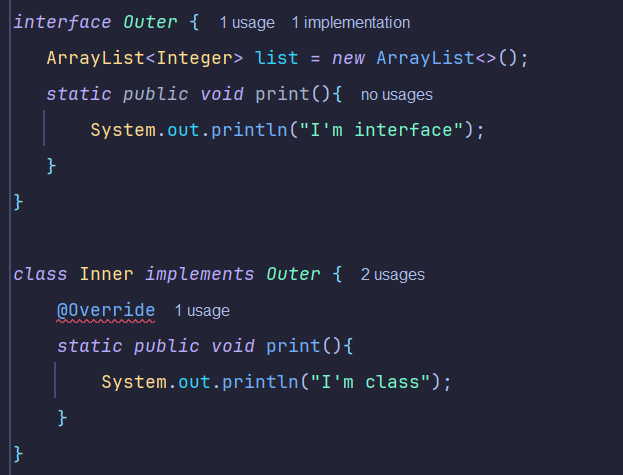 interface Outer { 1 usage 1 implementation
ArrayList<Integer> list = new ArrayList<>();
static public void print(){ no usages
System.out.println("I'm interface");
}
}
class Inner implements Outer { 2 usages
@Override 1 usage
static public void print(){
System.out.println("I'm class");
}
}